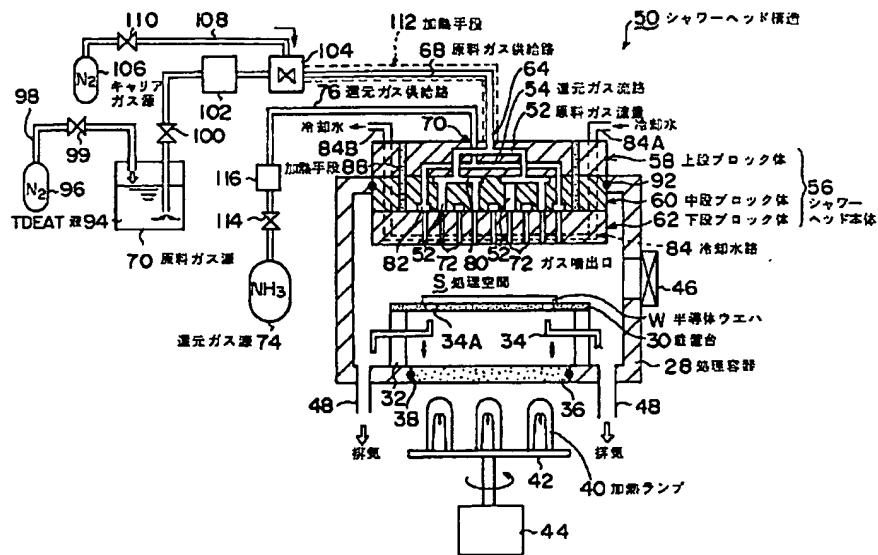 110
108
112 加熱手段
50 シャワーヘッド構造
104
68 原料ガス供給路
N₂
106
キャリアガス源
102
64
76 還元ガス供給路
54 還元ガス流路
98
100
70
52 原料ガス流量
冷却水
冷却水
99
84B
84A
加熱手段 88
58 上段ブロック体
116
92
56 シャワーヘッド本体
N₂
96
60 中段ブロック体
TDEAT 液 94
114
62 下段ブロック体
82 52 72 80 52 72 ガス噴出口
84 冷却水路
70 原料ガス源
S 処理空間
46
NH₃
W 半導体ウエハ
還元ガス源 74
34A
34
30 載置台
28 処理容器
32
48
38
36
48
排気
排気
42
40 加熱ランプ
44